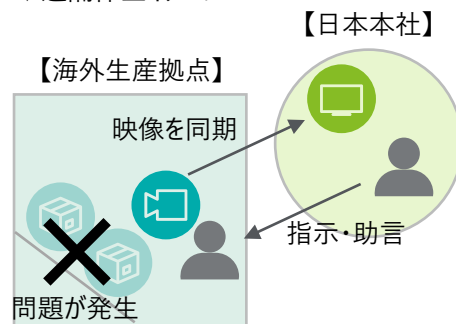 【日本本社】
【海外生産拠点】
映像を同期
指示・助言
問題が発生